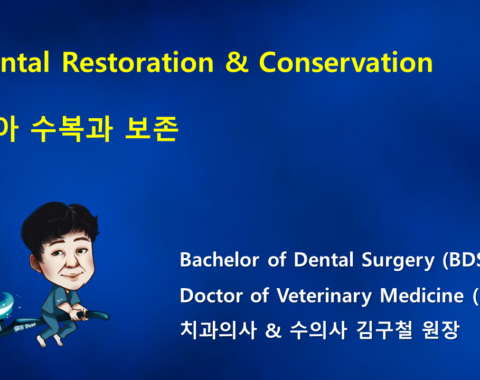 ntal Restoration & Conservation
아 수복과 보존
Bachelor of Dental Surgery (BDS
Doctor of Veterinary Medicine (
치과의사 & 수의사 김구철 원장